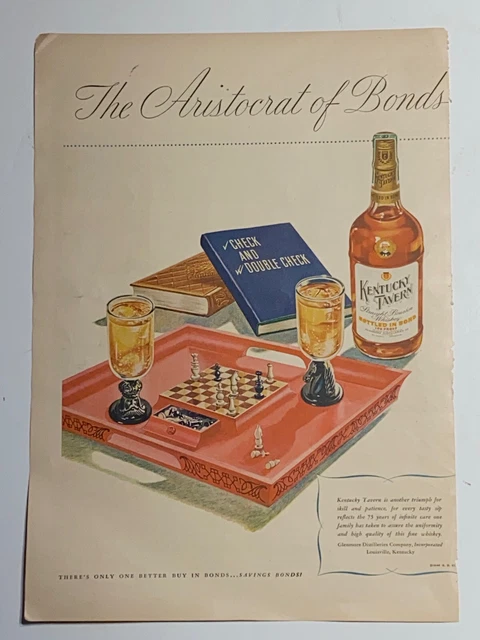 The Aristocrat of Bonds
✓CHECK
AND
✓✓DOUBLE CHECK
KENTUCKY
TAVERN
Straight Bourbon
Whiskey
BOTTLED IN BOND
Kentucky Tavern is another triumph for
skill and patience, for every tasty sip
reflects the 75 years of infinite care one
family has taken to assure the uniformity
and high quality of this fine whiskey.
Glenmore Distilleries Company, Incorporated
Louisville, Kentucky
THERE'S ONLY ONE BETTER BUY IN BONDS...SAVINGS BONDS!